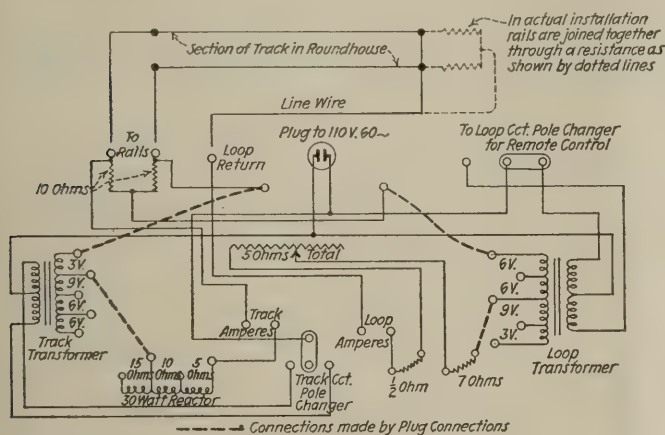 In actual installation
rails are joined together
through a resistance as
shown by dotted lines
Section of Track in Roundhouse
Line Wire
To
Rails
Loop
Return
Plug to 110 V. 60~
To Loop Cct. Pole Changer
for Remote Control
10 Ohms
5 Ohms Total
3V.
9V.
6V.
6V.
Track
Transformer
Track
Amperes
Loop
Amperes
6V.
6V.
9V.
3V.
Loop
Transformer
15
Ohms
10
Ohms
5
Ohms
30 Watt Reactor
Track Cct.
Pole
Changer
1/2 Ohm
7 Ohms
Connections made by Plug Connections